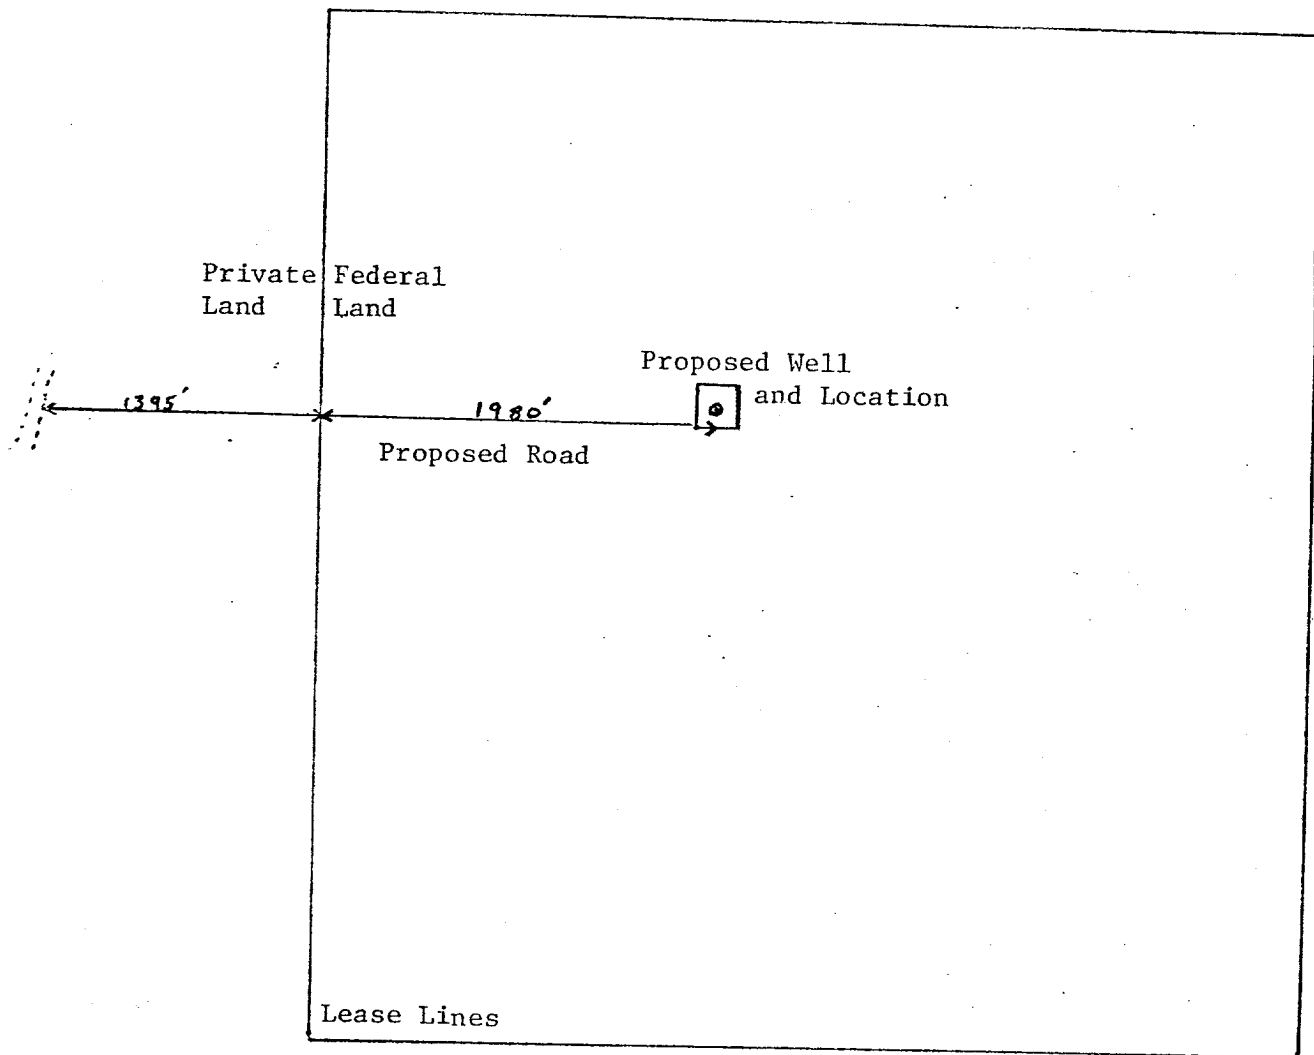 Private Federal
Land Land
Proposed Well
and Location
1395'
1980'
Proposed Road
Lease Lines